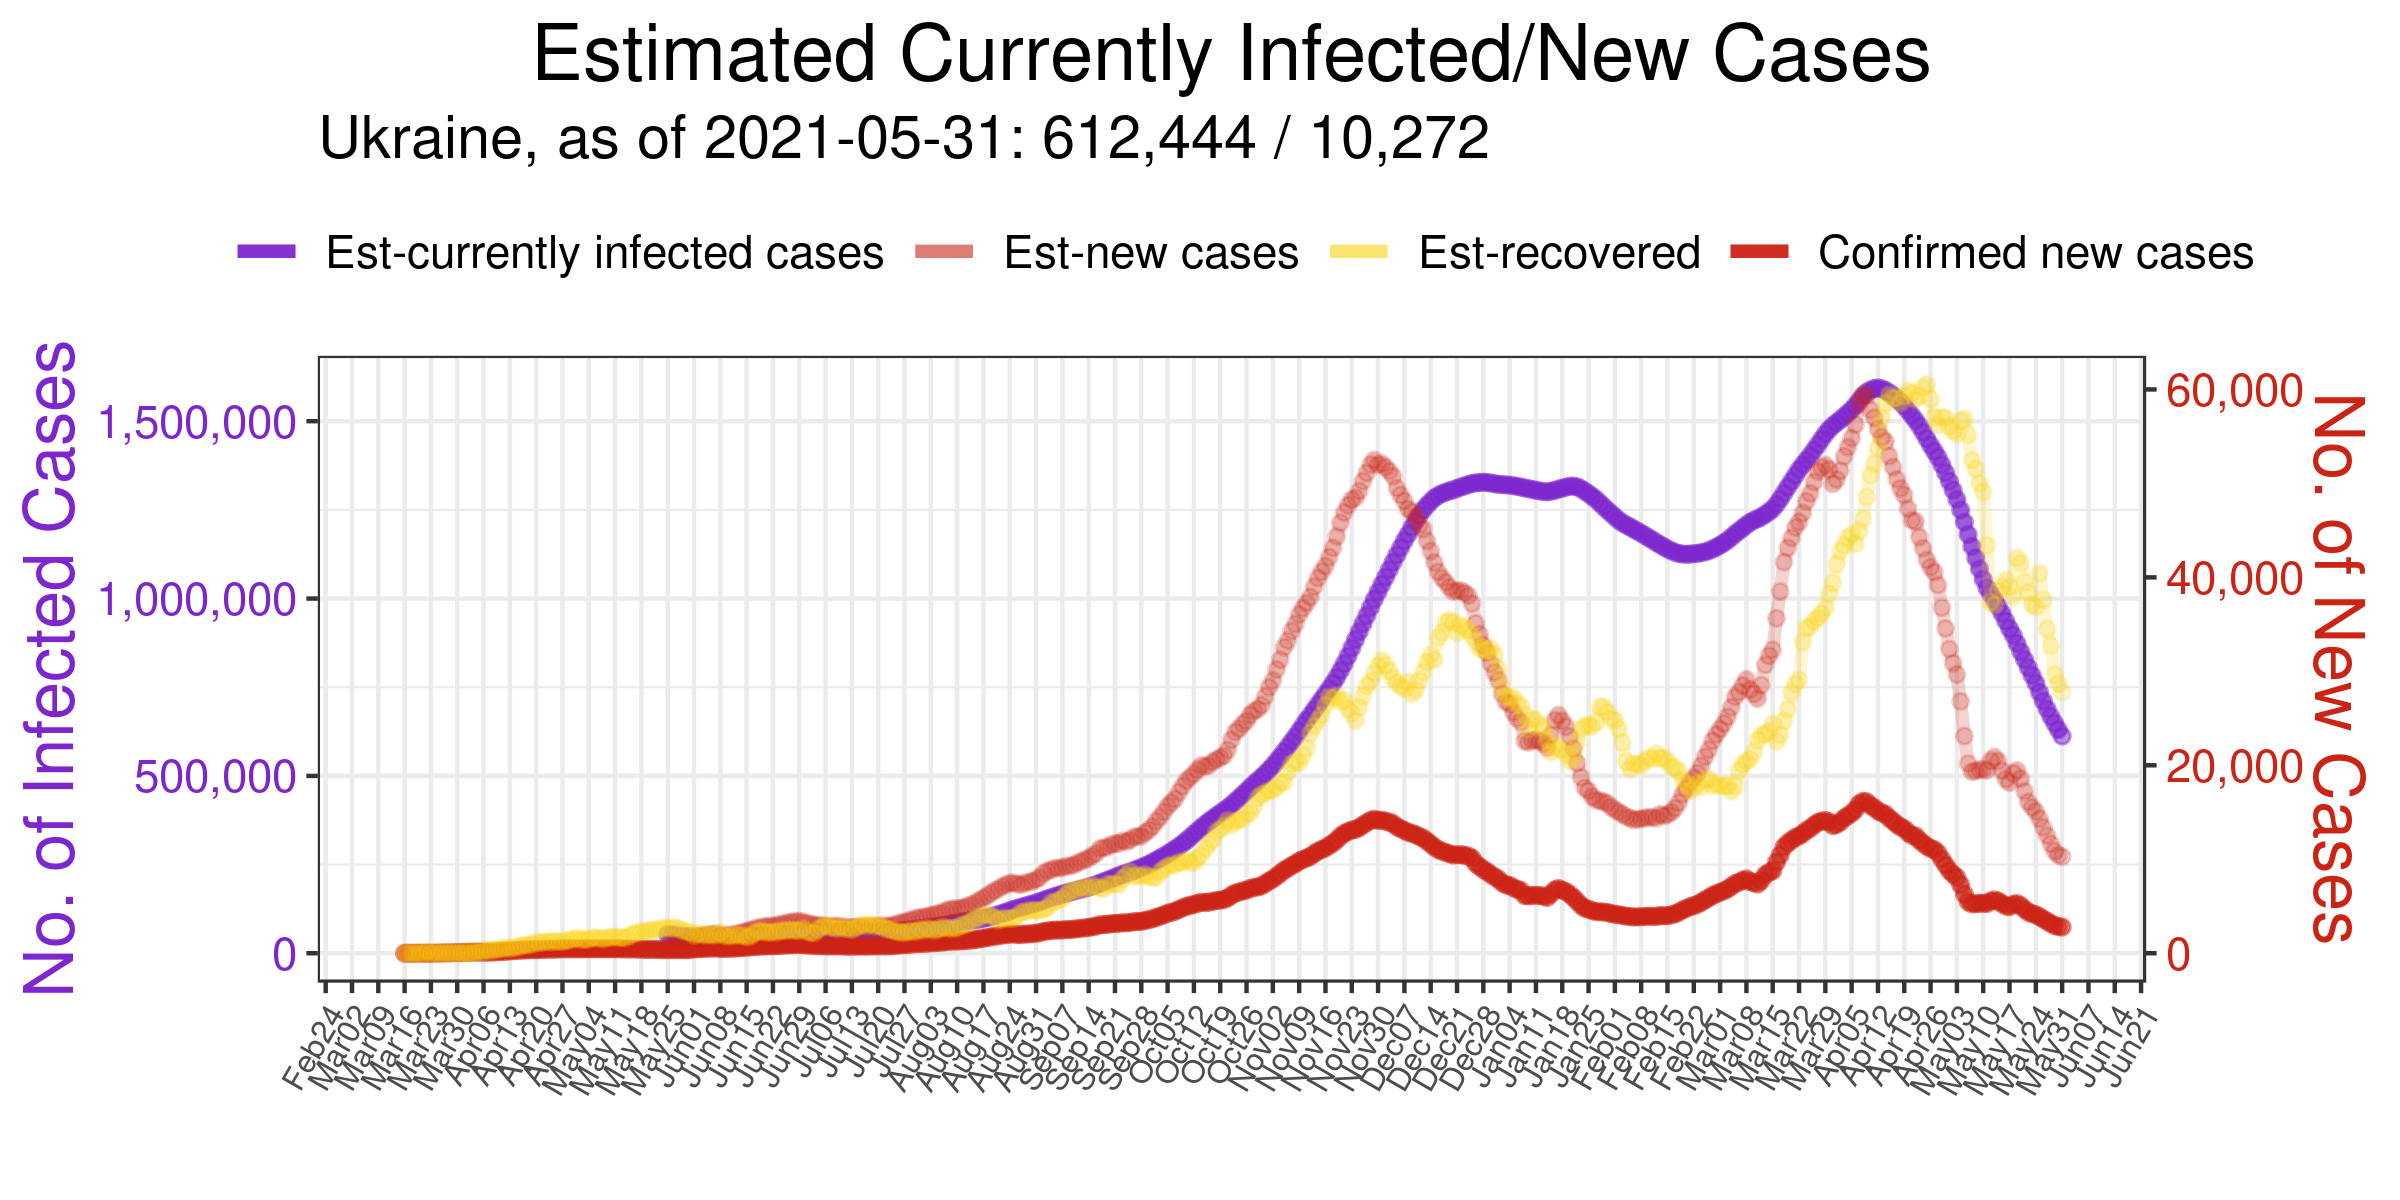 Estimated Currently Infected/New Cases
Ukraine, as of 2021-05-31: 612,444 / 10,272
Est-currently infected cases
Est-new cases
Est-recovered
Confirmed new cases
No. of Infected Cases
1,500,000
1,000,000
500,000
0
60,000
40,000
20,000
0
No. of New Cases
Feb24
Mar02
Mar09
Mar16
Mar23
Mar30
Apr06
Apr13
Apr20
Apr27
May04
May11
May18
May25
Jun01
Jun08
Jun15
Jun22
Jun29
Jul06
Jul13
Jul20
Jul27
Aug03
Aug10
Aug17
Aug24
Aug31
Sep07
Sep14
Sep21
Sep28
Oct05
Oct12
Oct19
Oct26
Nov02
Nov09
Nov16
Nov23
Nov30
Dec07
Dec14
Dec21
Dec28
Jan04
Jan11
Jan18
Jan25
Feb01
Feb08
Feb15
Feb22
Mar01
Mar08
Mar15
Mar22
Mar29
Apr05
Apr12
Apr19
Apr26
May03
May10
May17
May24
May31
Jun07
Jun14
Jun21